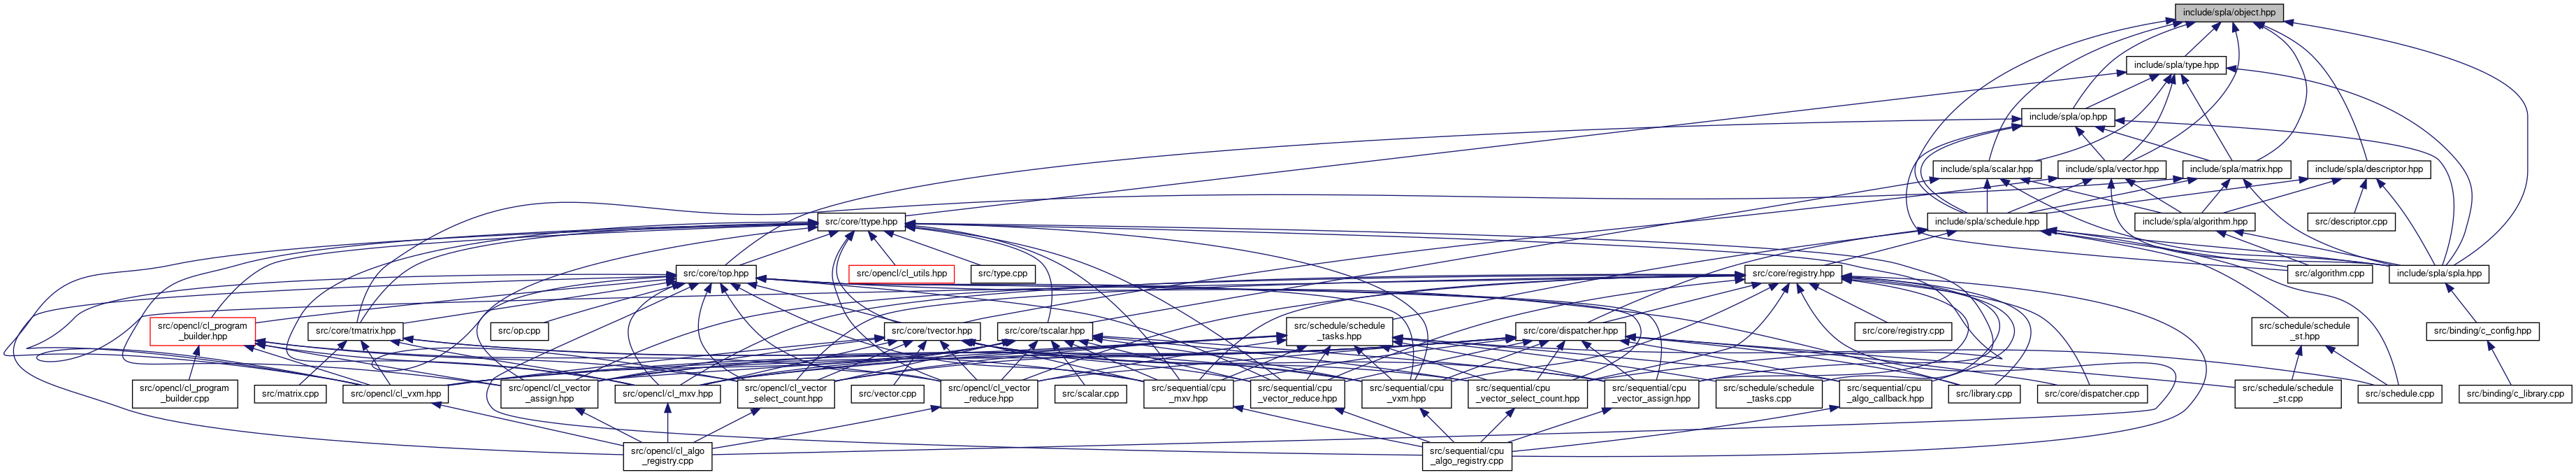 include/spla/object.hpp
include/spla/type.hpp
include/spla/op.hpp
include/spla/scalar.hpp
include/spla/vector.hpp
include/spla/matrix.hpp
include/spla/descriptor.hpp
src/core/ttype.hpp
include/spla/schedule.hpp
include/spla/algorithm.hpp
src/descriptor.cpp
src/core/top.hpp
src/opencl/cl_utils.hpp
src/type.cpp
src/core/registry.hpp
src/algorithm.cpp
include/spla/spla.hpp
src/opencl/cl_program
_builder.hpp
src/core/tmatrix.hpp
src/op.cpp
src/core/tvector.hpp
src/core/tscalar.hpp
src/schedule/schedule
_tasks.hpp
src/core/dispatcher.hpp
src/core/registry.cpp
src/schedule/schedule
_st.hpp
src/binding/c_config.hpp
src/opencl/cl_program
_builder.cpp
src/matrix.cpp
src/opencl/cl_vxm.hpp
src/opencl/cl_vector
_assign.hpp
src/opencl/cl_mxv.hpp
src/opencl/cl_vector
_select_count.hpp
src/vector.cpp
src/opencl/cl_vector
_reduce.hpp
src/scalar.cpp
src/sequential/cpu
_mxv.hpp
src/sequential/cpu
_vector_reduce.hpp
src/sequential/cpu
_vxm.hpp
src/sequential/cpu
_vector_select_count.hpp
src/sequential/cpu
_vector_assign.hpp
src/schedule/schedule
_tasks.cpp
src/sequential/cpu
_algo_callback.hpp
src/library.cpp
src/core/dispatcher.cpp
src/schedule/schedule
_st.cpp
src/schedule.cpp
src/binding/c_library.cpp
src/opencl/cl_algo
_registry.cpp
src/sequential/cpu
_algo_registry.cpp